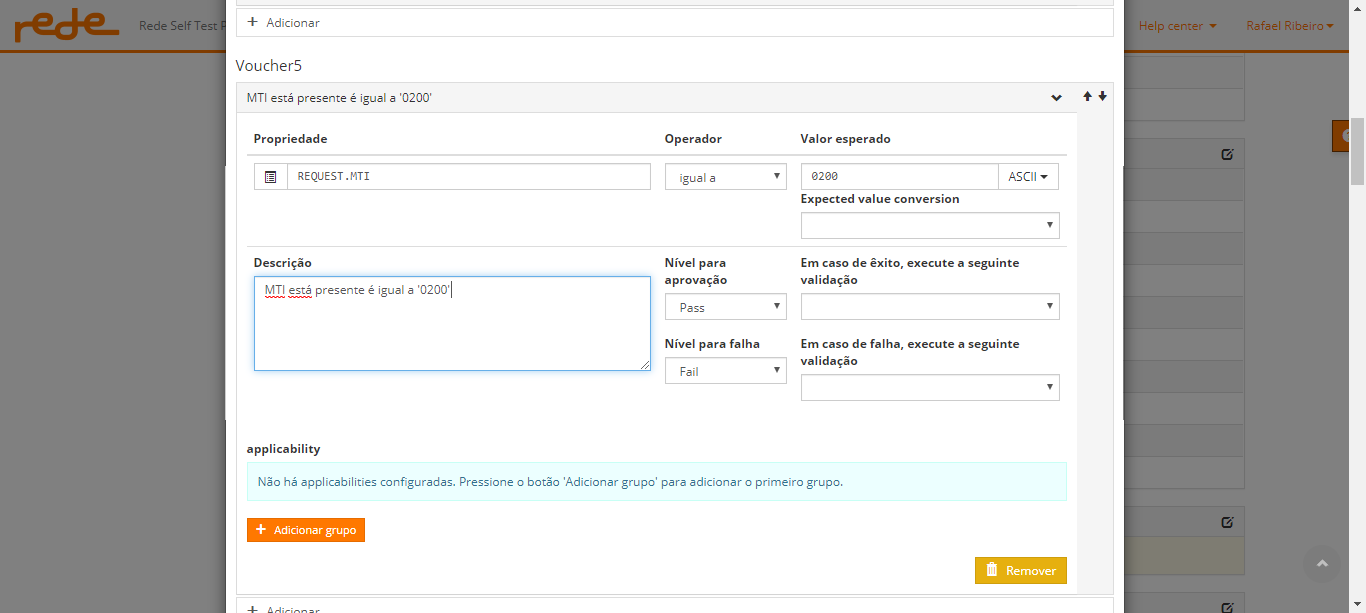 rede
Rede Self Test P
Help center
Rafael Ribeiro
Adicionar
Voucher5
MTI está presente é igual a '0200'
Propriedade
Operador
Valor esperado
REQUEST.MTI
igual a
0200
ASCII
Expected value conversion
Descrição
MTI está presente é igual a '0200'
Nível para
aprovação
Pass
Em caso de êxito, execute a seguinte
validação
Nível para falha
Fail
Em caso de falha, execute a seguinte
validação
applicability
Não há applicabilities configuradas. Pressione o botão 'Adicionar grupo' para adicionar o primeiro grupo.
Adicionar grupo
Remover
Adicionar